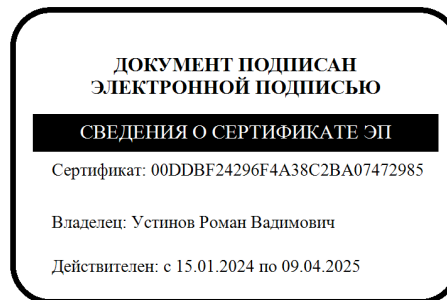 ДОКУМЕНТ ПОДПИСАН
ЭЛЕКТРОННОЙ ПОДПИСЬЮ
СВЕДЕНИЯ О СЕРТИФИКАТЕ ЭП
Сертификат: 00DDBF24296F4A38C2BA07472985
Владелец: Устинов Роман Вадимович
Действителен: с 15.01.2024 по 09.04.2025